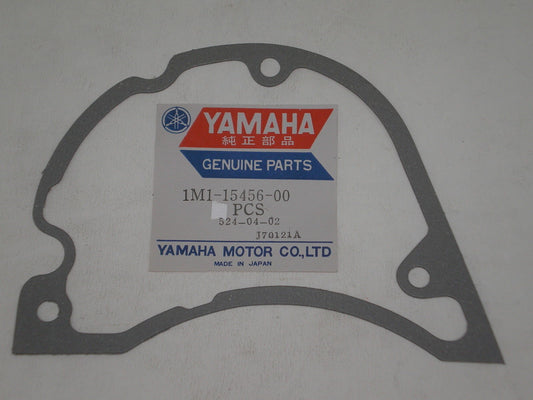 YAMAHA
純正部品
GENUINE PARTS
1M1-15456-00
PCS
524-04-02
J70121A
YAMAHA MOTOR CO.,LTD
MADE IN JAPAN